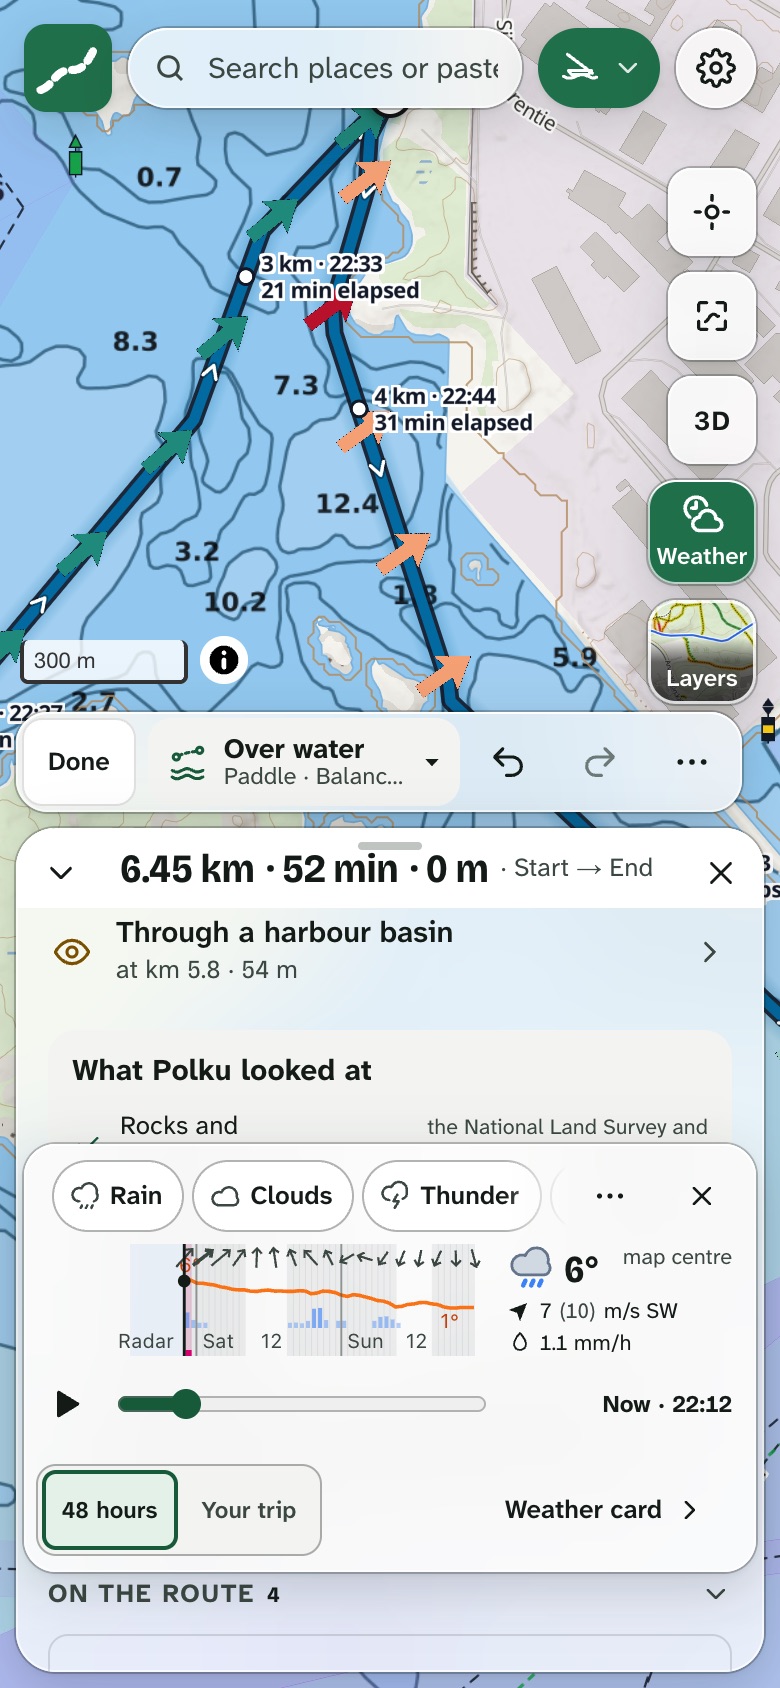 Search places or paste
rentie
0.7
3 km · 22:33
21 min elapsed
8.3
7.3
4 km · 22:44
31 min elapsed
3D
12.4
3.2
Weather
10.2
300 m
5.9
Layers
2.7
Done
Over water
Paddle · Balanc...
6.45 km · 52 min · 0 m · Start → End
Through a harbour basin
at km 5.8 · 54 m
What Polku looked at
Rocks and
the National Land Survey and
Rain
Clouds
Thunder
6°
map centre
7 (10) m/s SW
1°
1.1 mm/h
Radar
Sat
12
Sun
12
Now · 22:12
48 hours
Your trip
Weather card
ON THE ROUTE 4